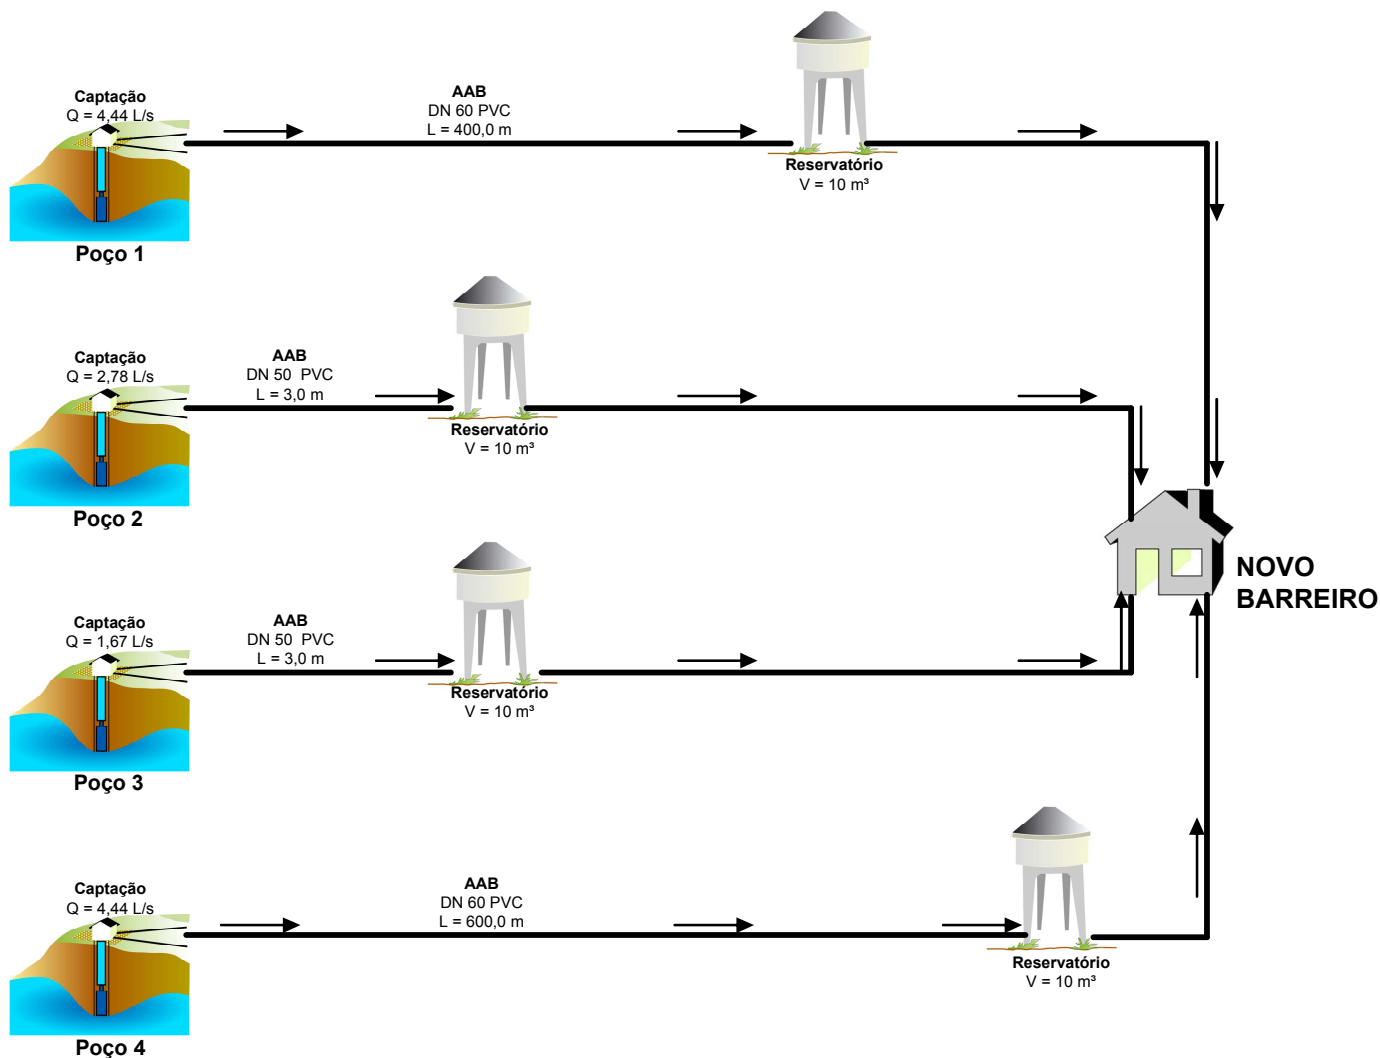 Captação
Q = 4,44 L/s
AAB
DN 60 PVC
L = 400,0 m
Reservatório
V = 10 m³
Poço 1
Captação
Q = 2,78 L/s
AAB
DN 50 PVC
L = 3,0 m
Reservatório
V = 10 m³
Poço 2
NOVO
BARREIRO
Captação
Q = 1,67 L/s
AAB
DN 50 PVC
L = 3,0 m
Reservatório
V = 10 m³
Poço 3
Captação
Q = 4,44 L/s
AAB
DN 60 PVC
L = 600,0 m
Reservatório
V = 10 m³
Poço 4